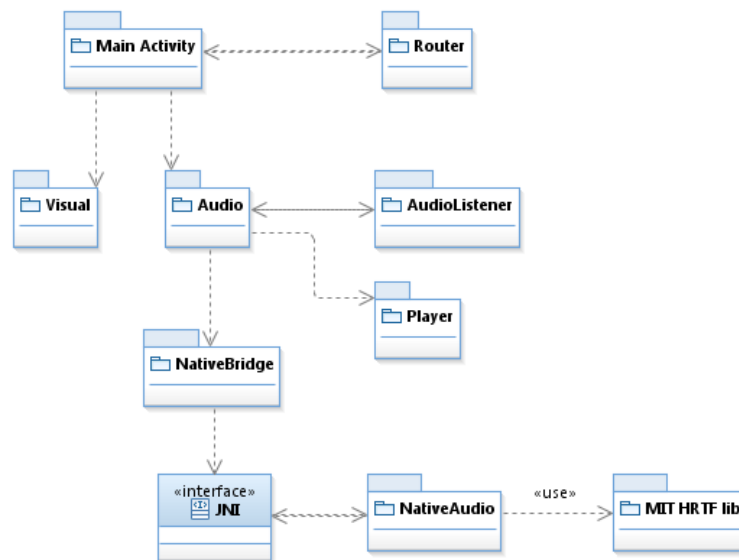 Main Activity
Router
Visual
Audio
AudioListener
Player
NativeBridge
«interface»
JNI
NativeAudio
«use»
MIT HRTF lib